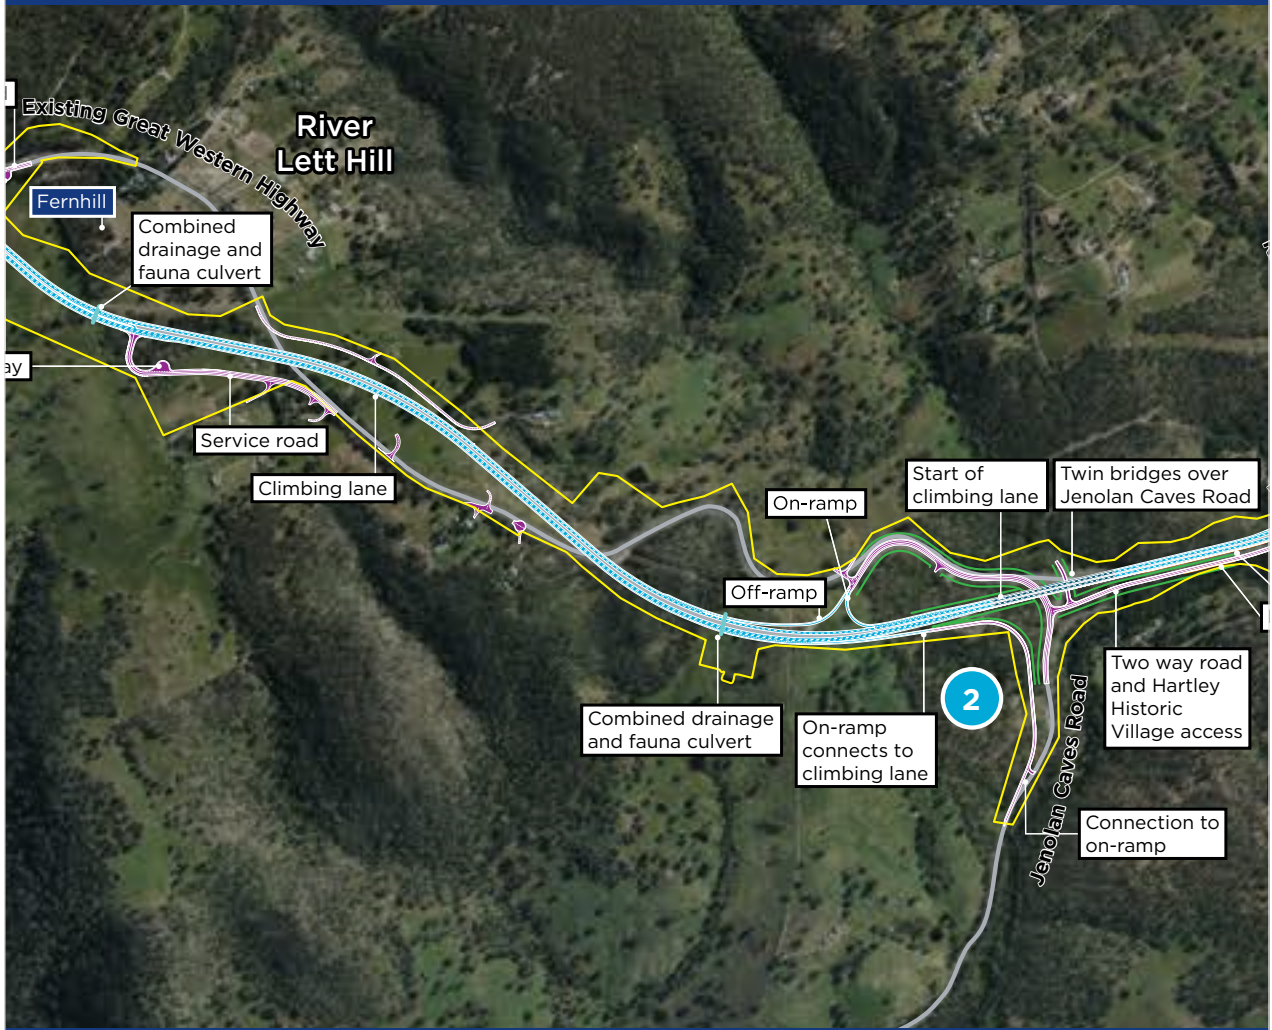 Existing Great Western Highway
River
Lett Hill
Fernhill
Combined
drainage and
fauna culvert
ay
Service road
Climbing lane
On-ramp
Start of
climbing lane
Twin bridges over
Jenolan Caves Road
Off-ramp
Combined drainage
and fauna culvert
On-ramp
connects to
climbing lane
2
Two way road
and Hartley
Historic
Village access
Jenolan Caves Road
Connection to
on-ramp